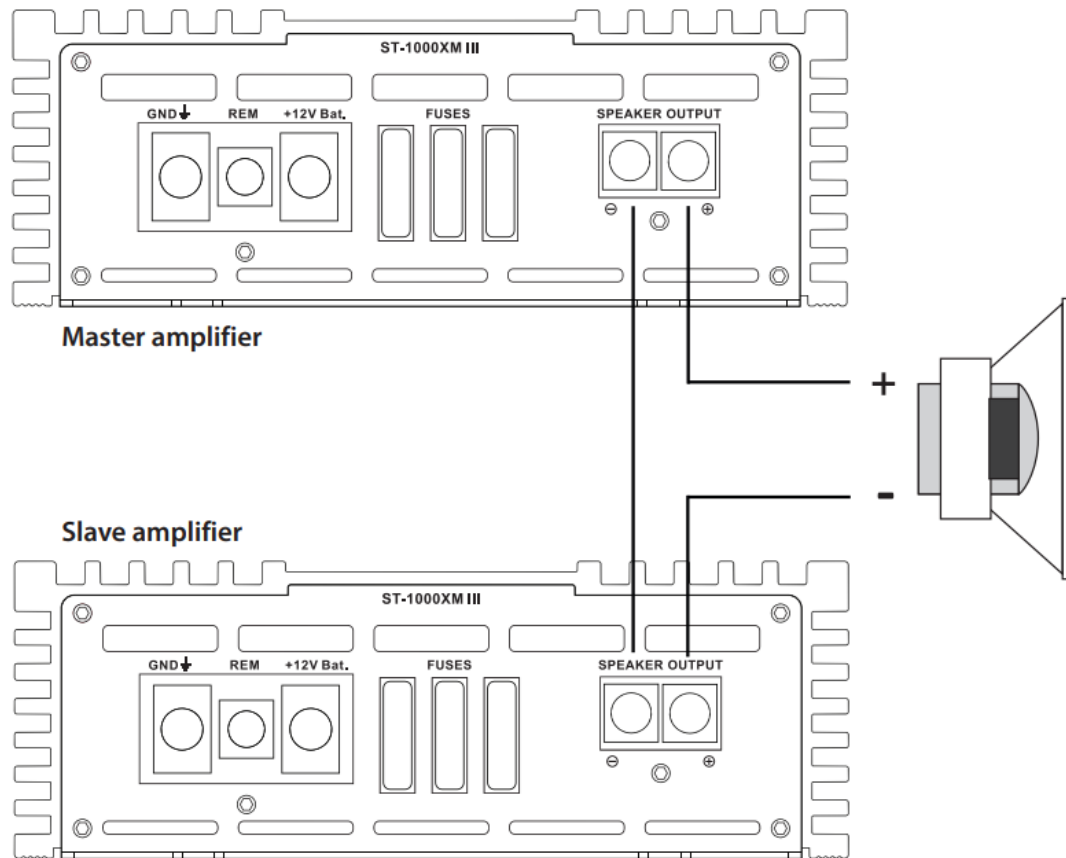 ST-1000XM III
GND REM +12V Bat. FUSES SPEAKER OUTPUT
⊖ ⊕
Master amplifier
+
-
Slave amplifier
ST-1000XM III
GND REM +12V Bat. FUSES SPEAKER OUTPUT
⊖ ⊕